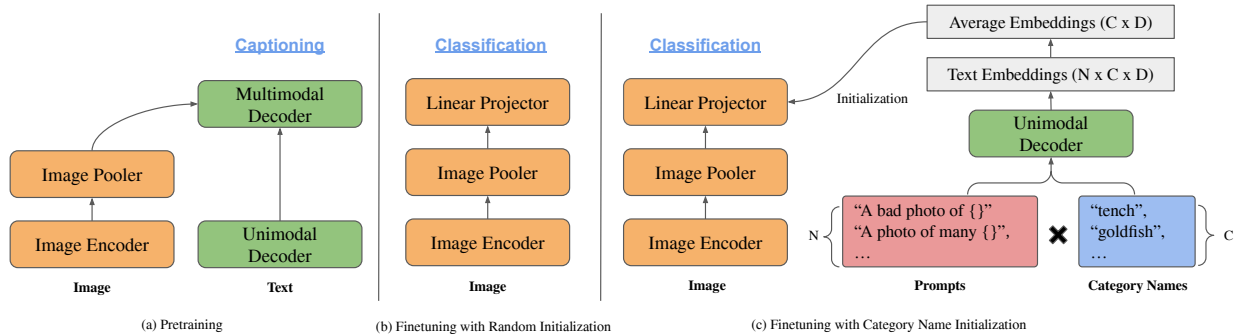 Captioning
Multimodal
Decoder
Image Pooler
Image Encoder
Unimodal
Decoder
Image
Text
(a) Pretraining
Classification
Linear Projector
Image Pooler
Image Encoder
Image
(b) Finetuning with Random Initialization
Classification
Linear Projector
Image Pooler
Image Encoder
Image
Initialization
Average Embeddings (C x D)
Text Embeddings (N x C x D)
Unimodal
Decoder
N
“A bad photo of {}”
“A photo of many {}”,
…
Prompts
“tench”,
“goldfish”,
…
C
Category Names
(c) Finetuning with Category Name Initialization